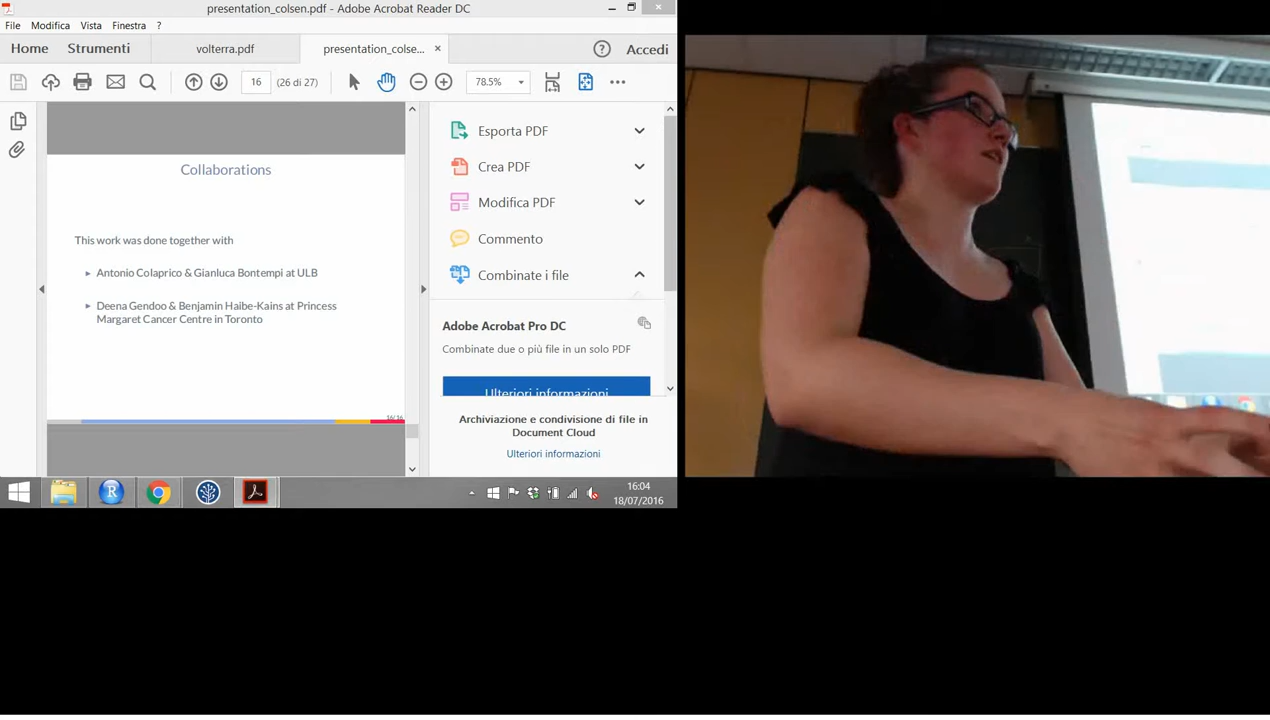 presentation_colsen.pdf - Adobe Acrobat Reader DC
File Modifica Vista Finestra ?
Home Strumenti volterra.pdf presentation_colse... × ? Accedi
16 (26 di 27) 78.5%
Collaborations
This work was done together with
Antonio Colaprico & Gianluca Bontempi at ULB
Deena Gendoo & Benjamin Haibe-Kains at Princess
Margaret Cancer Centre in Toronto
16/16
Esporta PDF
Crea PDF
Modifica PDF
Commento
Combinate i file
Adobe Acrobat Pro DC
Combinate due o più file in un solo PDF
Ulteriori informazioni
Archiviazione e condivisione di file in
Document Cloud
Ulteriori informazioni
16:04
18/07/2016